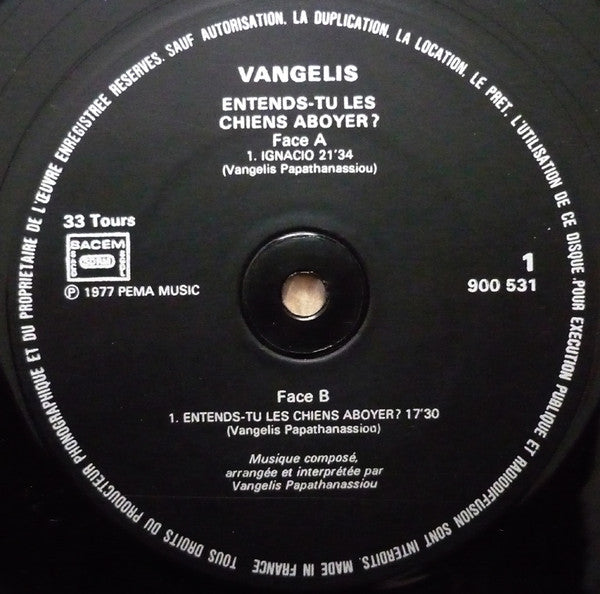 TOUS DROITS DU PRODUCTEUR PHONOGRAPHIQUE ET DU PROPRIETAIRE DE L'ŒUVRE ENREGISTREE RESERVES. SAUF AUTORISATION. LA DUPLICATION. LA LOCATION. LE PRET. L'UTILISATION DE CE DISQUE. POUR EXECUTION PUBLIQUE ET RADIODIFFUSION SONT INTERDITS. MADE IN FRANCE
VANGELIS
ENTENDS-TU LES
CHIENS ABOYER?
Face A
1. IGNACIO 21'34
(Vangelis Papathanassiou)
33 Tours
SACEM
SACD
SDRM
SGDL
1
900 531
℗ 1977 PEMA MUSIC
Face B
1. ENTENDS-TU LES CHIENS ABOYER? 17'30
(Vangelis Papathanassiou)
Musique composé,
arrangée et interprétée par
Vangelis Papathanassiou